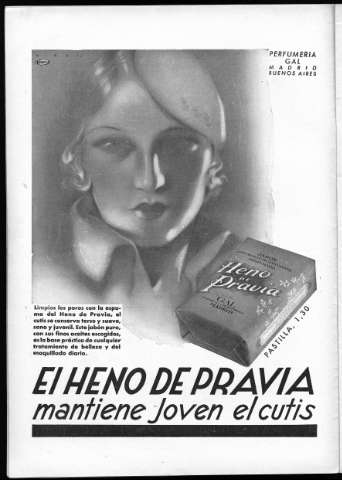 PERFUMERIA
GAL
MADRID
BUENOS AIRES
Heno
DE
Pravia
GAL
MADRID
PASTILLA, 1,30
Limpios los poros con la espu-
ma del Heno de Pravia, el
cutis se conserva terso y suave,
sano y juvenil. Este jabón puro,
con sus finos aceites escogidos,
es la base práctica de cualquier
tratamiento de belleza y del
maquillado diario.
El HENO DE PRAVIA
mantiene joven el cutis